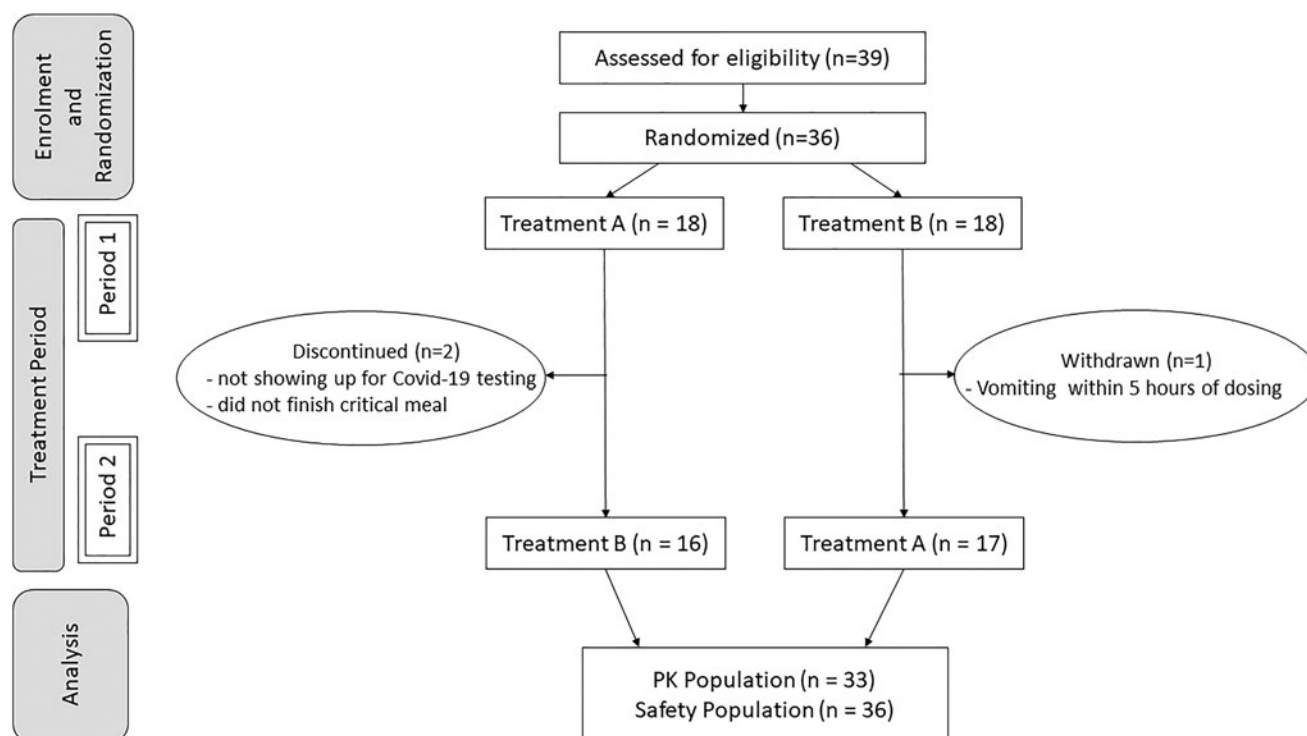 Enrolment
and
Randomization
Assessed for eligibility (n=39)
Randomized (n=36)
Treatment Period
Period 1
Treatment A (n = 18)
Treatment B (n = 18)
Discontinued (n=2)
- not showing up for Covid-19 testing
- did not finish critical meal
Withdrawn (n=1)
- Vomiting within 5 hours of dosing
Period 2
Treatment B (n = 16)
Treatment A (n = 17)
Analysis
PK Population (n = 33)
Safety Population (n = 36)